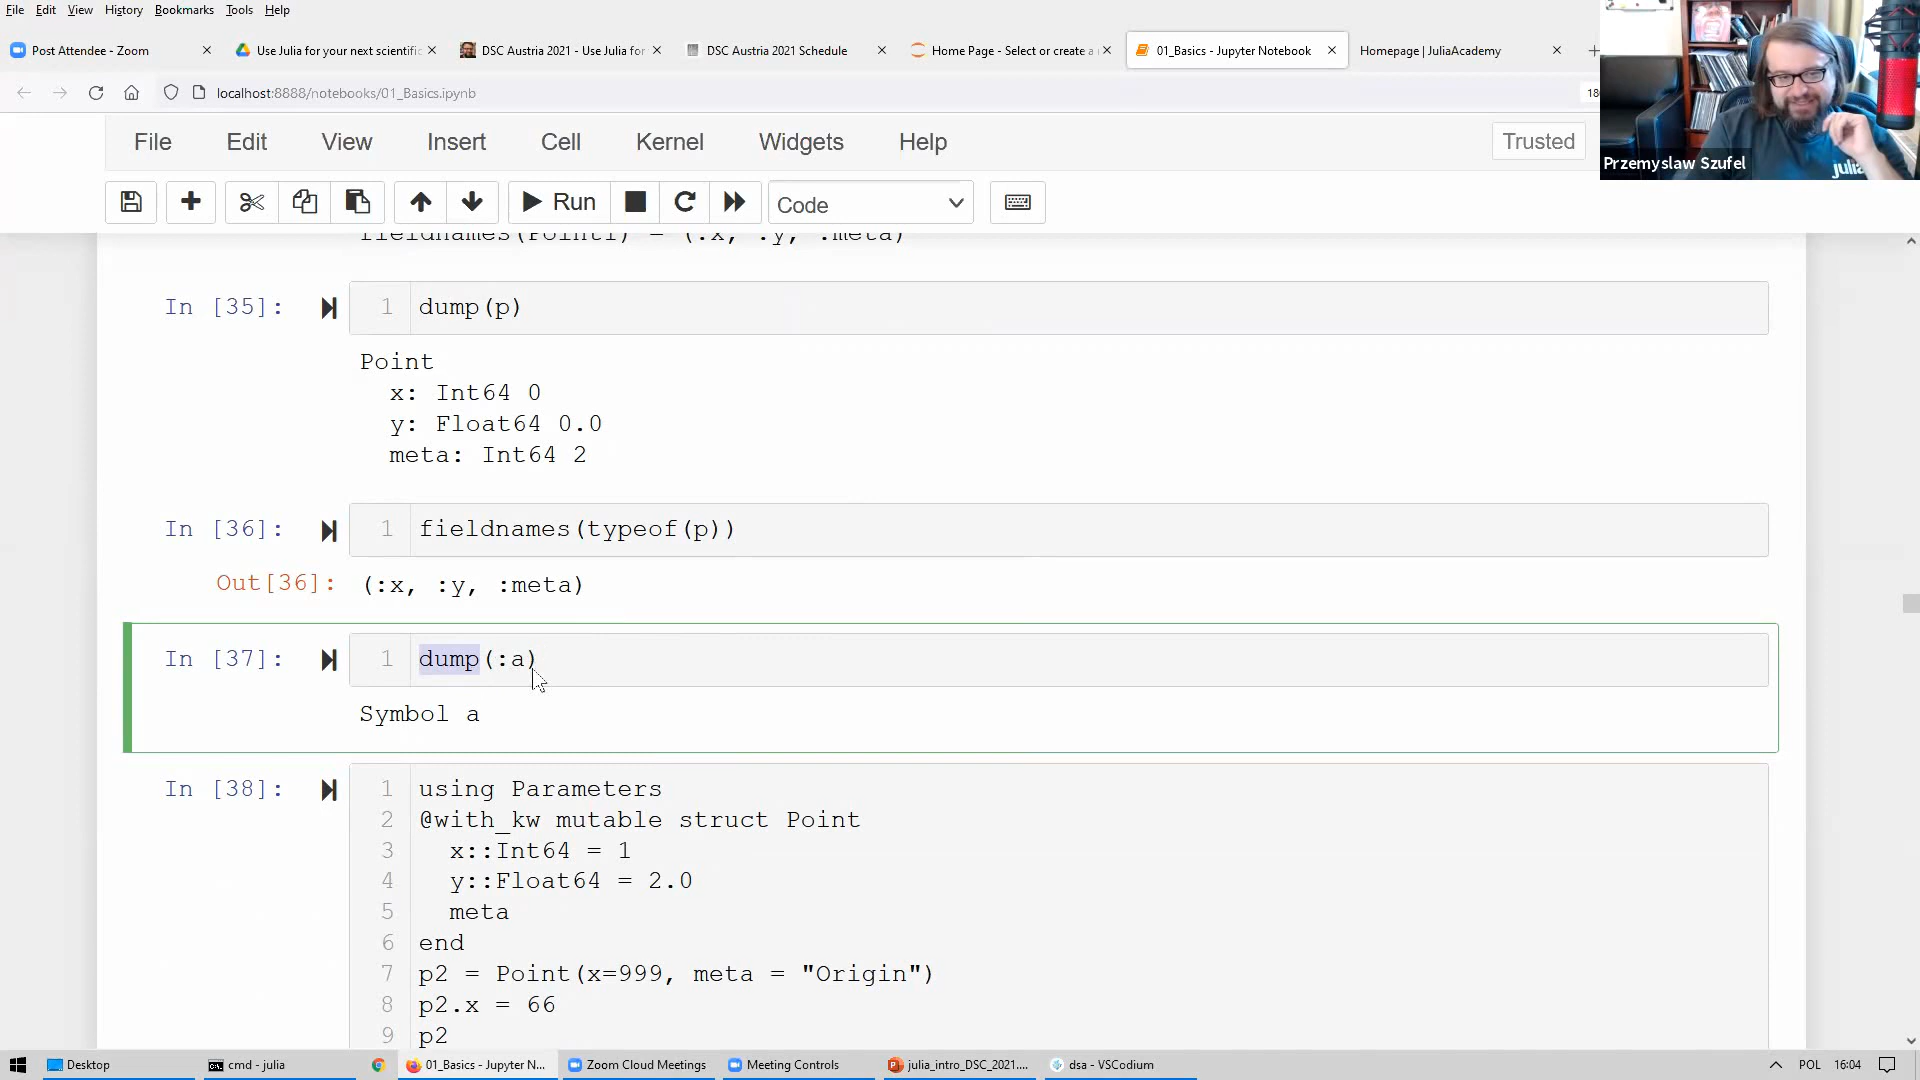 File Edit View History Bookmarks Tools Help
Post Attendee - Zoom
Use Julia for your next scientific
DSC Austria 2021 - Use Julia for
DSC Austria 2021 Schedule
Home Page - Select or create a
01_Basics - Jupyter Notebook
Homepage | JuliaAcademy
localhost:8888/notebooks/01_Basics.ipynb
File Edit View Insert Cell Kernel Widgets Help
Trusted
Przemyslaw Szufel
julia
Run
Code
fieldnames(Point1) = (:x, :y, :meta)
In [35]:
1 dump(p)
Point
x: Int64 0
y: Float64 0.0
meta: Int64 2
In [36]:
1 fieldnames(typeof(p))
Out[36]: (:x, :y, :meta)
In [37]:
1 dump(:a)
Symbol a
In [38]:
1 using Parameters
2 @with_kw mutable struct Point
3 x::Int64 = 1
4 y::Float64 = 2.0
5 meta
6 end
7 p2 = Point(x=999, meta = "Origin")
8 p2.x = 66
9 p2
Desktop
cmd - julia
01_Basics - Jupyter N...
Zoom Cloud Meetings
Meeting Controls
julia_intro_DSC_2021....
dsa - VSCodium
POL 16:04